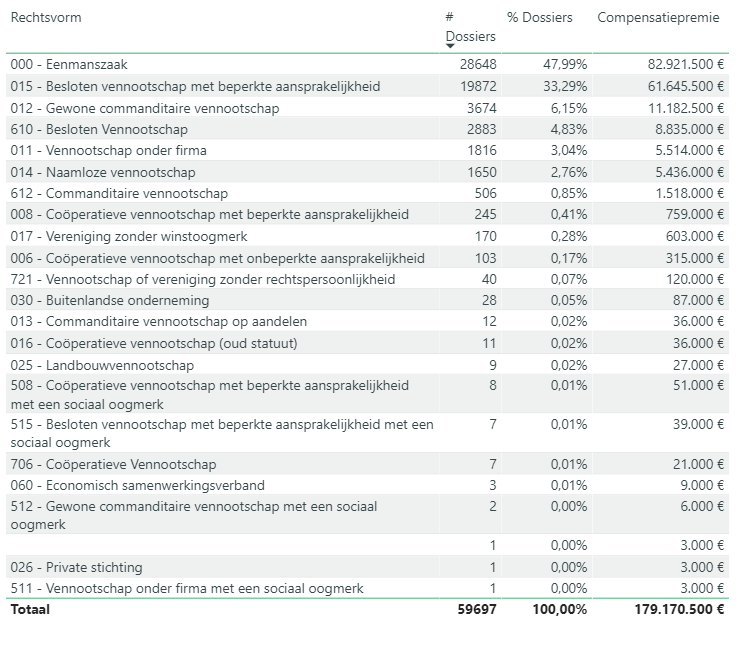 Rechtsvorm # Dossiers % Dossiers Compensatiepremie
000 - Eenmanszaak 28648 47,99% 82.921.500 €
015 - Besloten vennootschap met beperkte aansprakelijkheid 19872 33,29% 61.645.500 €
012 - Gewone commanditaire vennootschap 3674 6,15% 11.182.500 €
610 - Besloten Vennootschap 2883 4,83% 8.835.000 €
011 - Vennootschap onder firma 1816 3,04% 5.514.000 €
014 - Naamloze vennootschap 1650 2,76% 5.436.000 €
612 - Commanditaire vennootschap 506 0,85% 1.518.000 €
008 - Coöperatieve vennootschap met beperkte aansprakelijkheid 245 0,41% 759.000 €
017 - Vereniging zonder winstoogmerk 170 0,28% 603.000 €
006 - Coöperatieve vennootschap met onbeperkte aansprakelijkheid 103 0,17% 315.000 €
721 - Vennootschap of vereniging zonder rechtspersoonlijkheid 40 0,07% 120.000 €
030 - Buitenlandse onderneming 28 0,05% 87.000 €
013 - Commanditaire vennootschap op aandelen 12 0,02% 36.000 €
016 - Coöperatieve vennootschap (oud statuut) 11 0,02% 36.000 €
025 - Landbouwvennootschap 9 0,02% 27.000 €
508 - Coöperatieve vennootschap met beperkte aansprakelijkheid 8 0,01% 51.000 €
met een sociaal oogmerk
515 - Besloten vennootschap met beperkte aansprakelijkheid met een 7 0,01% 39.000 €
sociaal oogmerk
706 - Coöperatieve Vennootschap 7 0,01% 21.000 €
060 - Economisch samenwerkingsverband 3 0,01% 9.000 €
512 - Gewone commanditaire vennootschap met een sociaal 2 0,00% 6.000 €
oogmerk
1 0,00% 3.000 €
026 - Private stichting 1 0,00% 3.000 €
511 - Vennootschap onder firma met een sociaal oogmerk 1 0,00% 3.000 €
Totaal 59697 100,00% 179.170.500 €